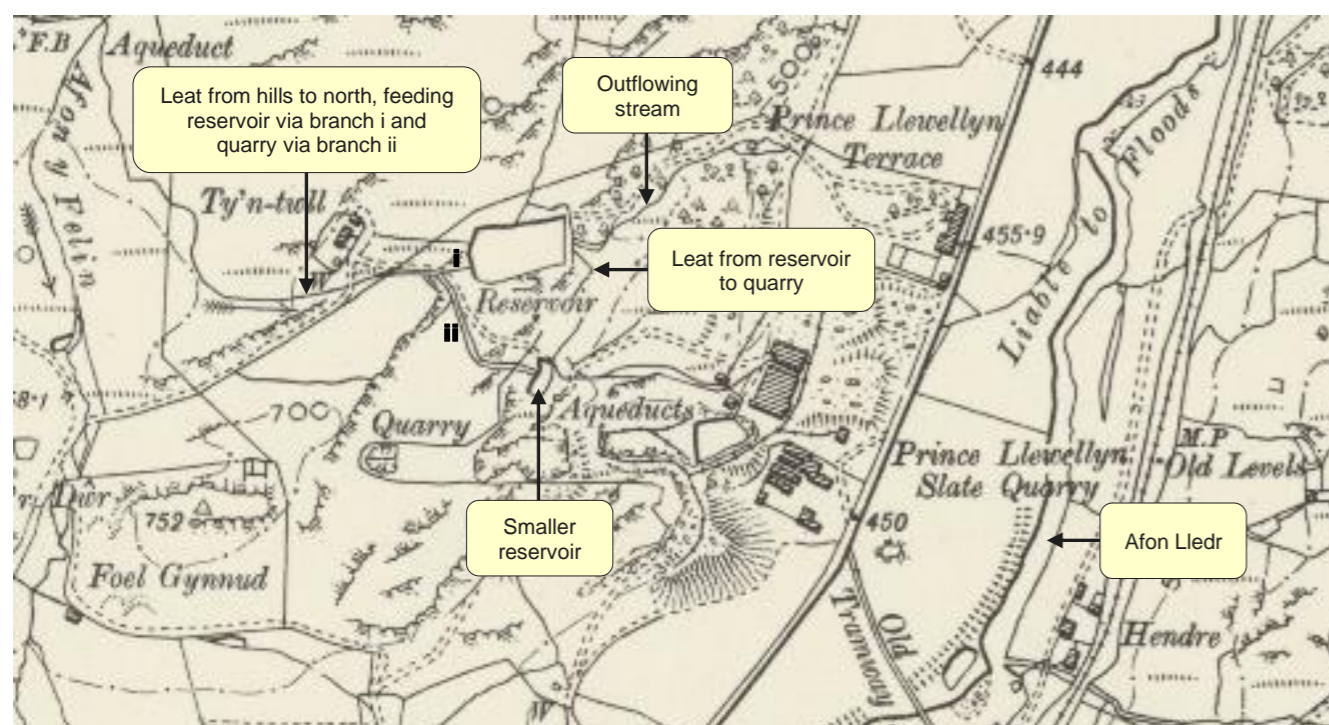 F.B
Aqueduct
Afon y Felin
Leat from hills to north, feeding
reservoir via branch i and
quarry via branch ii
Outflowing
stream
500
444
Prince Llewellyn
Terrace
Liable to Floods
Ty'n-twll
455.9
i
Leat from reservoir
to quarry
Reservoir
ii
700
Quarry
Aqueducts
Prince Llewellyn
Slate Quarry
M.P
Old Levels
752
Smaller
reservoir
450
Afon Lledr
Foel Gynnud
Old
Tramway
Hendre
W